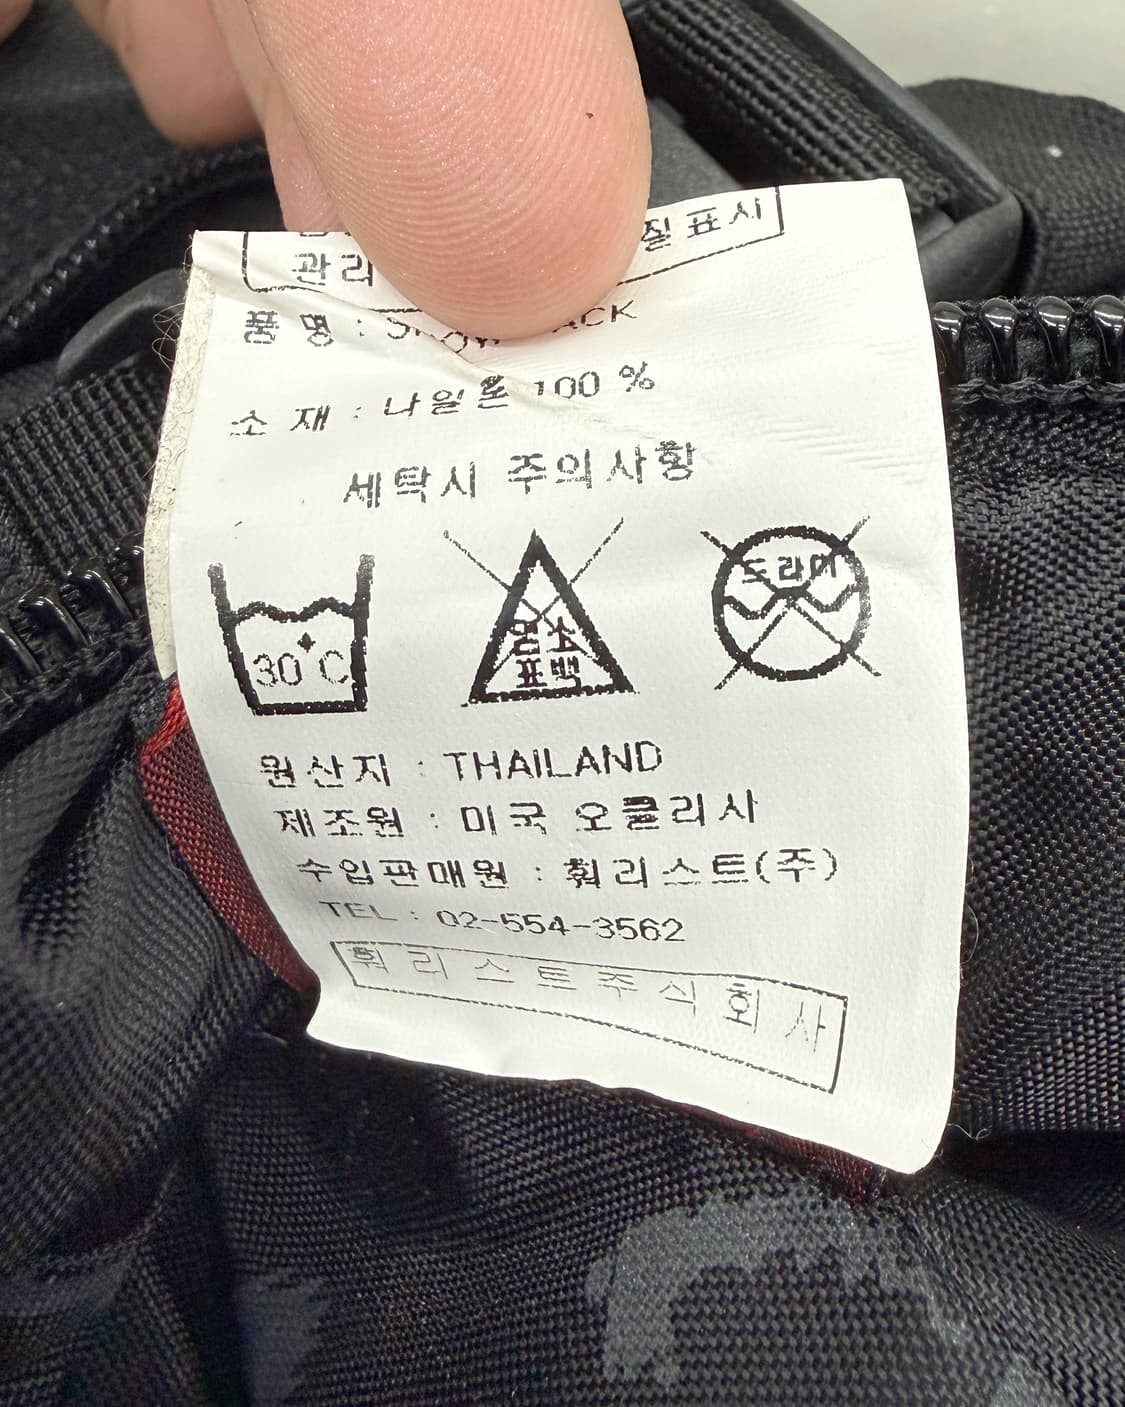 관리 질표시
품 명 :
소 재 : 나일론 100 %
세탁시 주의사항
30°C
염소
표백
드라이
원산지 : THAILAND
제조원 : 미국 오클리사
수입판매원 : 훠리스트(주)
TEL : 02-554-3562
훠리스트주식회사